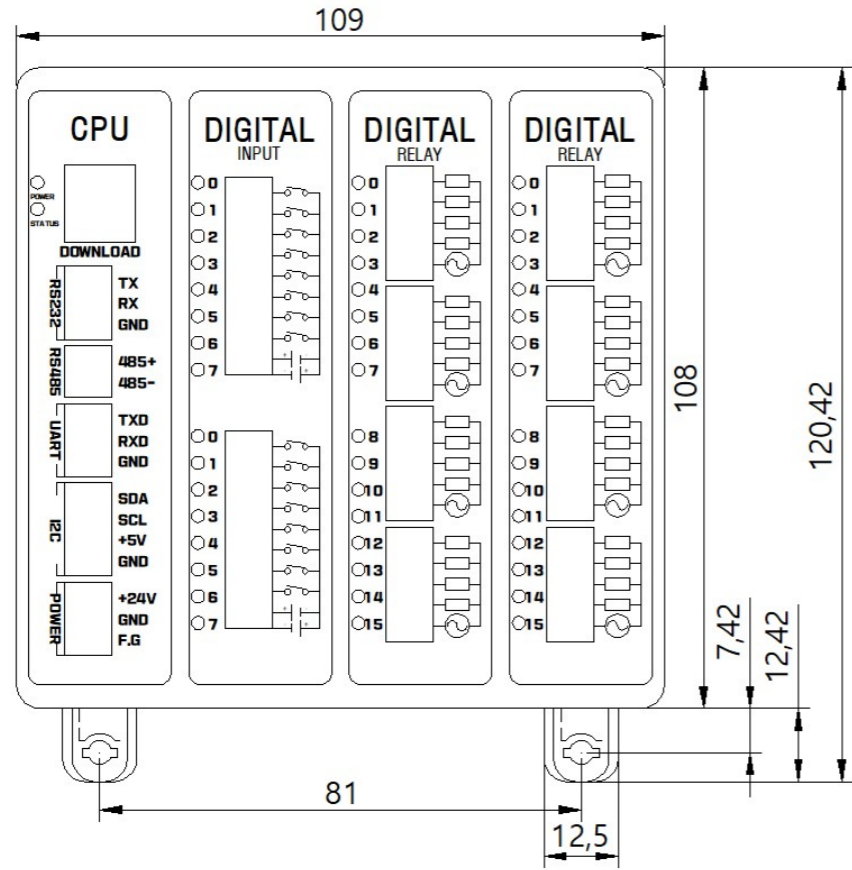 109
CPU
POWER
STATUS
DOWNLOAD
RS232
TX
RX
GND
RS485
485+
485-
UART
TXD
RXD
GND
I2C
SDA
SCL
+5V
GND
POWER
+24V
GND
F.G
DIGITAL
INPUT
0
1
2
3
4
5
6
7
0
1
2
3
4
5
6
7
DIGITAL
RELAY
0
1
2
3
4
5
6
7
8
9
10
11
12
13
14
15
DIGITAL
RELAY
0
1
2
3
4
5
6
7
8
9
10
11
12
13
14
15
108
120,42
7,42
12,42
81
12,5